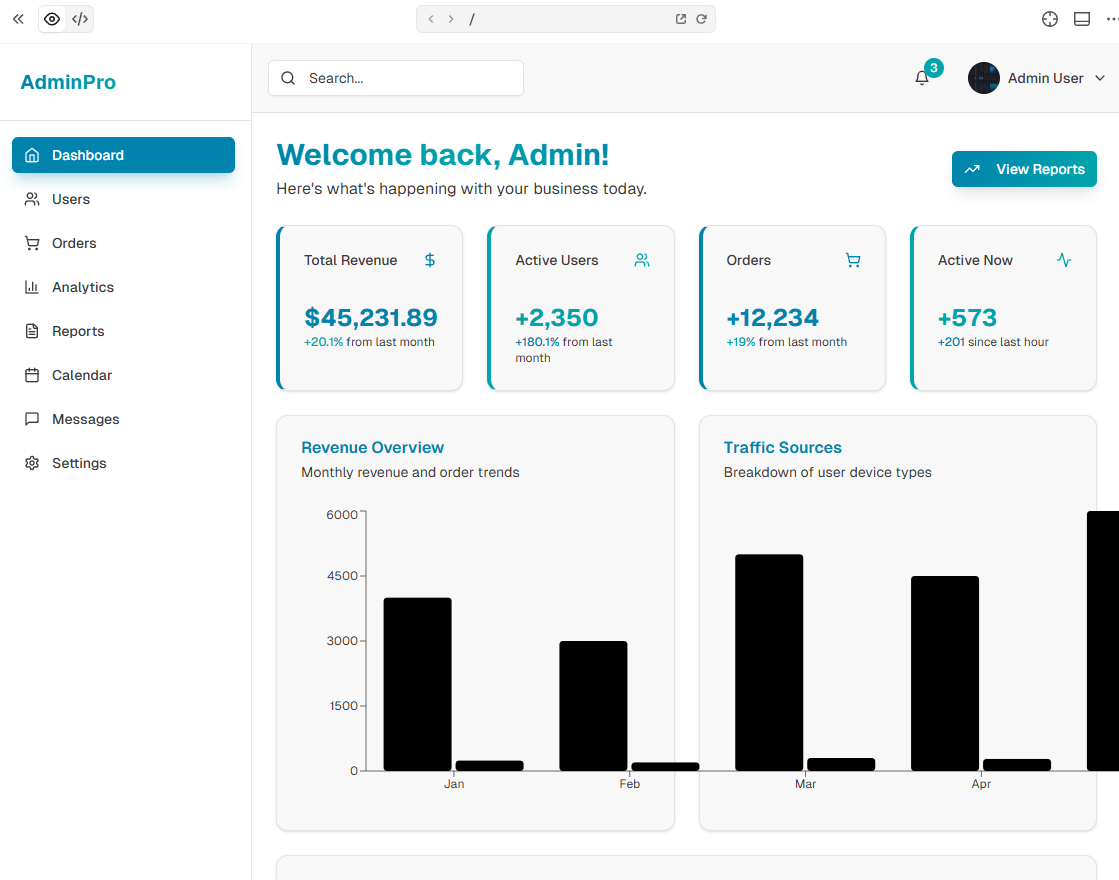 /
AdminPro
Search...
3
Admin User
Dashboard
Users
Orders
Analytics
Reports
Calendar
Messages
Settings
Welcome back, Admin!
Here's what's happening with your business today.
View Reports
Total Revenue
$45,231.89
+20.1% from last month
Active Users
+2,350
+180.1% from last
month
Orders
+12,234
+19% from last month
Active Now
+573
+201 since last hour
Revenue Overview
Monthly revenue and order trends
6000
4500
3000
1500
0
Jan
Feb
Traffic Sources
Breakdown of user device types
Mar
Apr